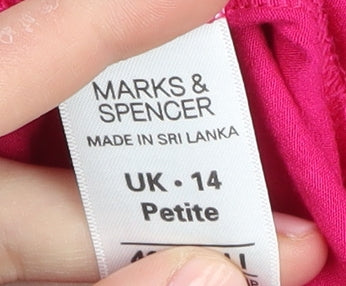 MARKS &
SPENCER
MADE IN SRI LANKA
UK · 14
Petite